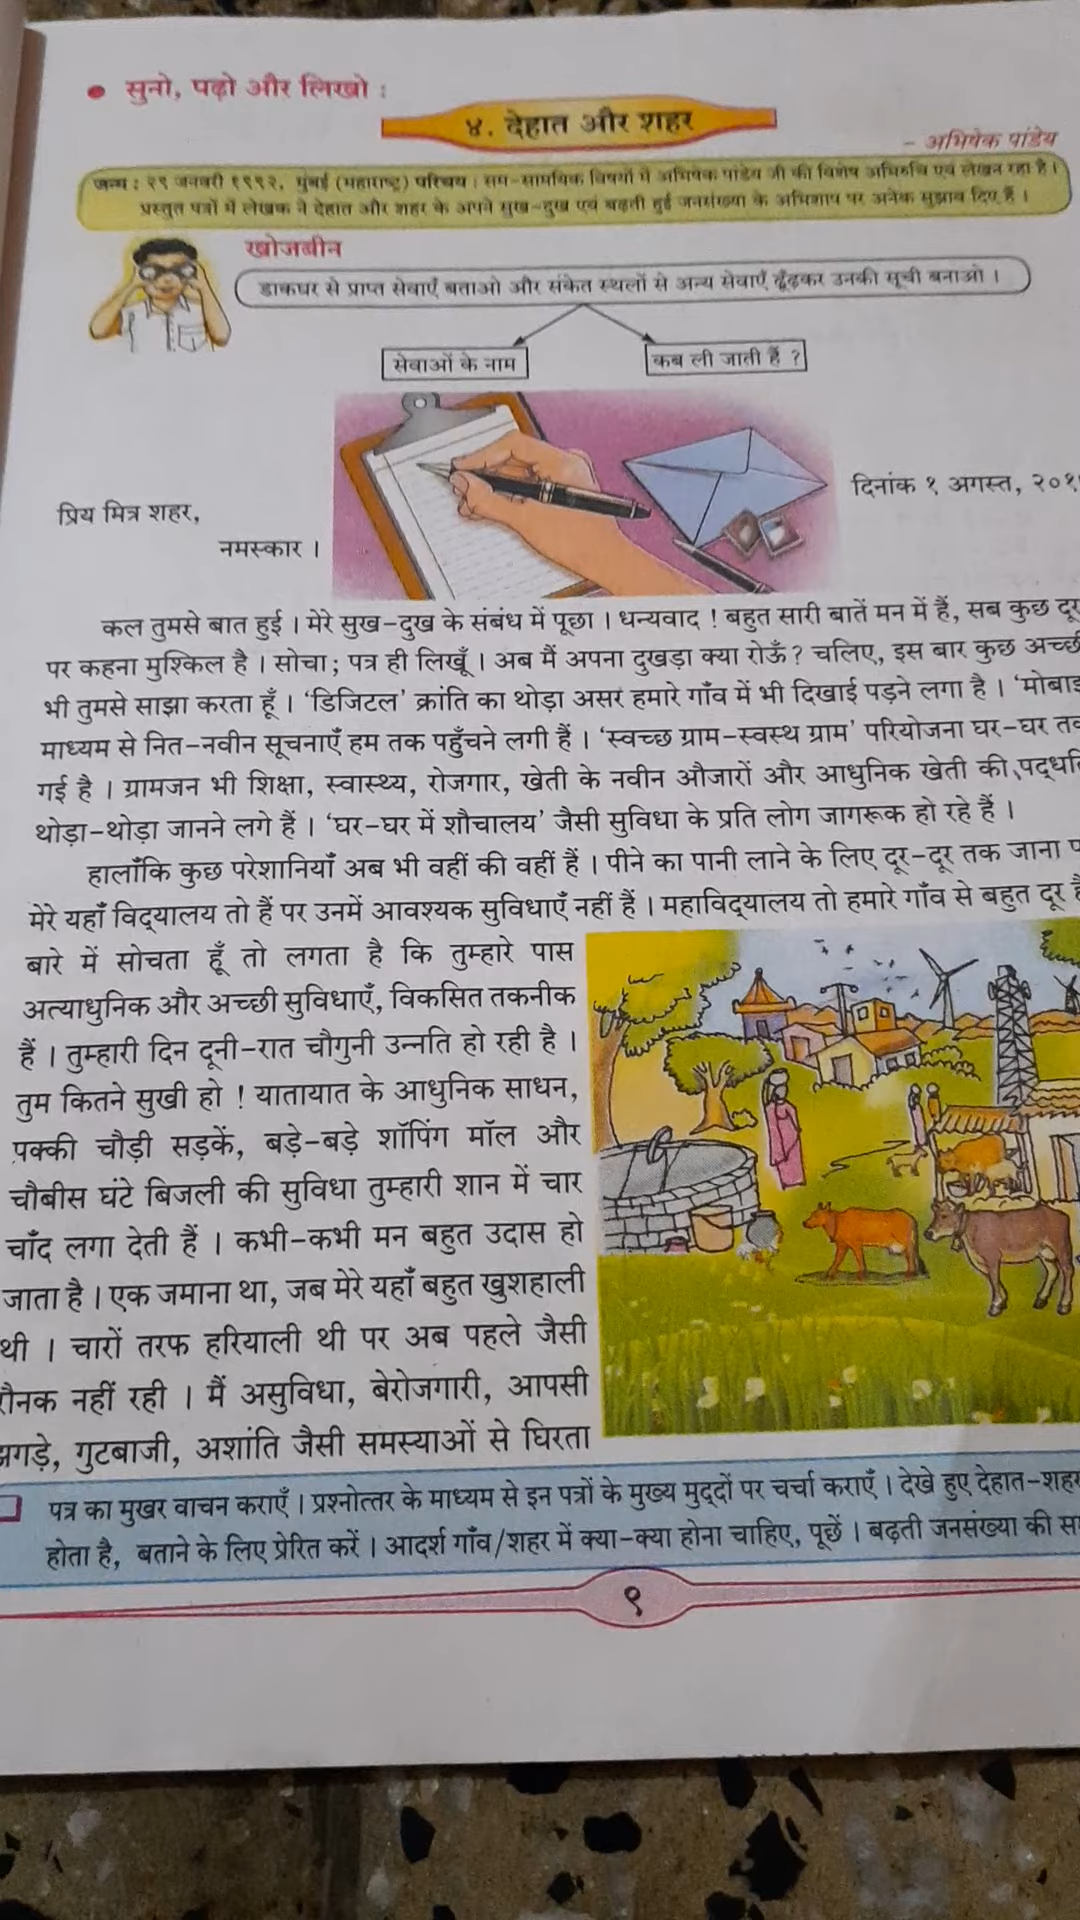 • सुनो, पढ़ो और लिखो :
४. देहात और शहर
- अभिषेक पांडेय
जन्म : २९ जनवरी १९९२, मुंबई (महाराष्ट्र) परिचय : सम-सामयिक विषयों में अभिषेक पांडेय जी की विशेष अभिरुचि एवं लेखन रहा है ।
प्रस्तुत पत्रों में लेखक ने देहात और शहर के अपने सुख-दुख एवं बढ़ती हुई जनसंख्या के अभिशाप पर अनेक सुझाव दिए हैं ।
खोजबीन
डाकघर से प्राप्त सेवाएँ बताओ और संकेत स्थलों से अन्य सेवाएँ ढूँढ़कर उनकी सूची बनाओ ।
सेवाओं के नाम
कब ली जाती हैं ?
दिनांक १ अगस्त,
प्रिय मित्र शहर,
नमस्कार ।
कल तुमसे बात हुई । मेरे सुख-दुख के संबंध में पूछा । धन्यवाद ! बहुत सारी बातें मन में हैं, सब कुछ दूर
पर कहना मुश्किल है । सोचा ; पत्र ही लिखूँ । अब मैं अपना दुखड़ा क्या रोऊँ ? चलिए, इस बार कुछ अच्छी
भी तुमसे साझा करता हूँ । ‘डिजिटल’ क्रांति का थोड़ा असर हमारे गाँव में भी दिखाई पड़ने लगा है ।
माध्यम से नित-नवीन सूचनाएँ हम तक पहुँचने लगी हैं । ‘स्वच्छ ग्राम-स्वस्थ ग्राम’ परियोजना घर-घर
गई है । ग्रामजन भी शिक्षा, स्वास्थ्य, रोजगार, खेती के नवीन औजारों और आधुनिक खेती की
थोड़ा-थोड़ा जानने लगे हैं । ‘घर-घर में शौचालय’ जैसी सुविधा के प्रति लोग जागरूक हो रहे हैं ।
हालाँकि कुछ परेशानियाँ अब भी वहीं की वहीं हैं । पीने का पानी लाने के लिए दूर-दूर तक जाना
मेरे यहाँ विद्यालय तो हैं पर उनमें आवश्यक सुविधाएँ नहीं हैं । महाविद्यालय तो हमारे गाँव से बहुत दूर
बारे में सोचता हूँ तो लगता है कि तुम्हारे पास
अत्याधुनिक और अच्छी सुविधाएँ, विकसित तकनीक
हैं । तुम्हारी दिन दूनी-रात चौगुनी उन्नति हो रही है ।
तुम कितने सुखी हो ! यातायात के आधुनिक साधन,
पक्की चौड़ी सड़कें, बड़े-बड़े शॉपिंग मॉल और
चौबीस घंटे बिजली की सुविधा तुम्हारी शान में चार
चाँद लगा देती हैं । कभी-कभी मन बहुत उदास हो
जाता है । एक जमाना था, जब मेरे यहाँ बहुत खुशहाली
थी । चारों तरफ हरियाली थी पर अब पहले जैसी
रौनक नहीं रही । मैं असुविधा, बेरोजगारी, आपसी
झगड़े, गुटबाजी, अशांति जैसी समस्याओं से घिरता
पत्र का मुखर वाचन कराएँ । प्रश्नोत्तर के माध्यम से इन पत्रों के मुख्य मुद्दों पर चर्चा कराएँ । देखे हुए देहात-शहर
होता है, बताने के लिए प्रेरित करें । आदर्श गाँव/शहर में क्या-क्या होना चाहिए, पूछें । बढ़ती जनसंख्या की
९